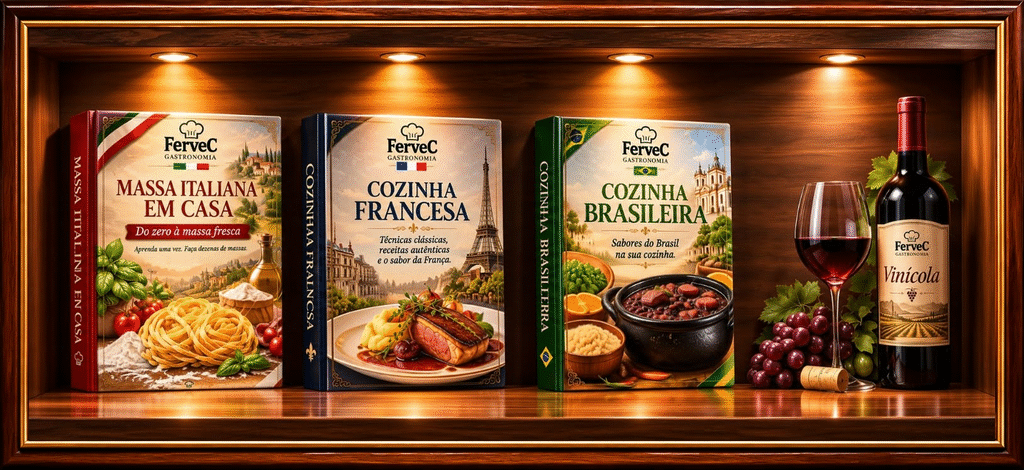 MASSA ITALIANA EM CASA
FerveC
GASTRONOMIA
MASSA ITALIANA
EM CASA
Do zero à massa fresca
Aprenda uma vez. Faça dezenas de massas.
COZINHAA FRANCSA
FerveC
GASTRONOMIA
COZINHA
FRANCESA
Técnicas clássicas,
receitas autênticas
e o sabor da França.
COZINHA BRASILEIRA
FerveC
GASTRONOMIA
COZINHA
BRASILEIRA
Sabores do Brasil
na sua cozinha.
FerveC
GASTRONOMIA
Vinícola